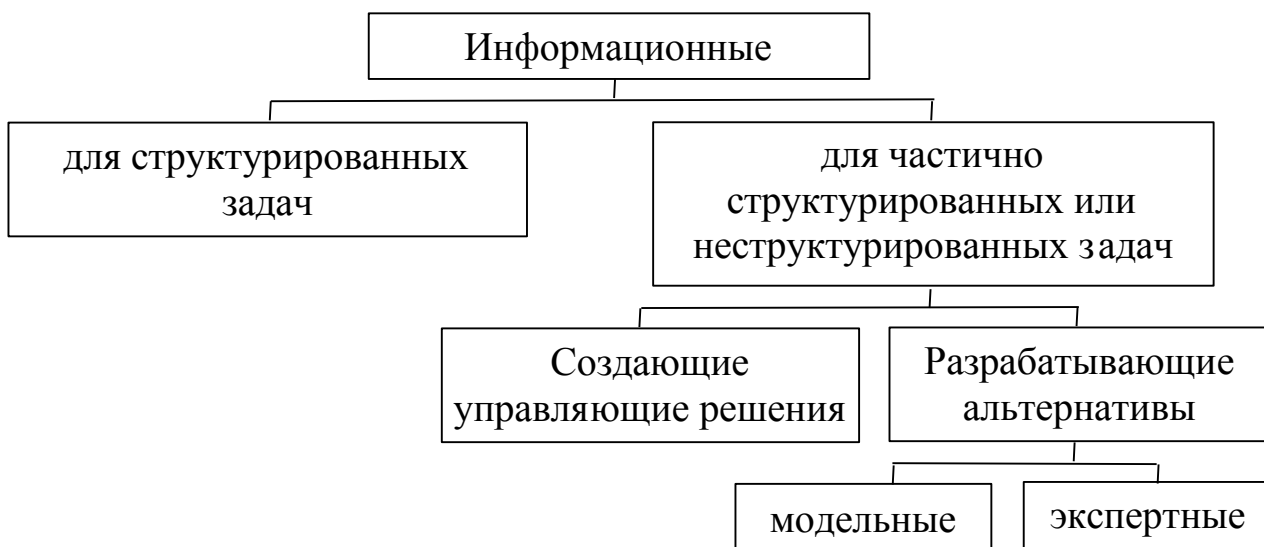 Информационные
для структурированных
задач
для частично
структурированных или
неструктурированных задач
Создающие
управляющие решения
Разрабатывающие
альтернативы
модельные
экспертные